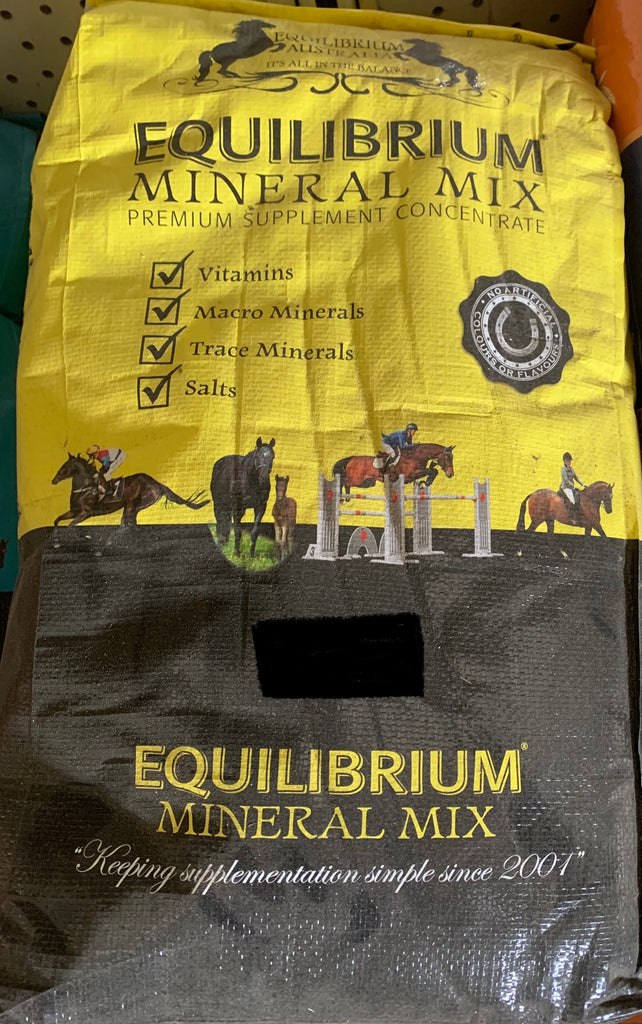 EQUILIBRIUM
AUSTRALIA
IT'S ALL IN THE BALANCE
EQUILIBRIUM®
MINERAL MIX
PREMIUM SUPPLEMENT CONCENTRATE
Vitamins
Macro Minerals
Trace Minerals
Salts
NO ARTIFICIAL
COLOURS OR FLAVOURS
EQUILIBRIUM®
MINERAL MIX
"Keeping supplementation simple since 2001"